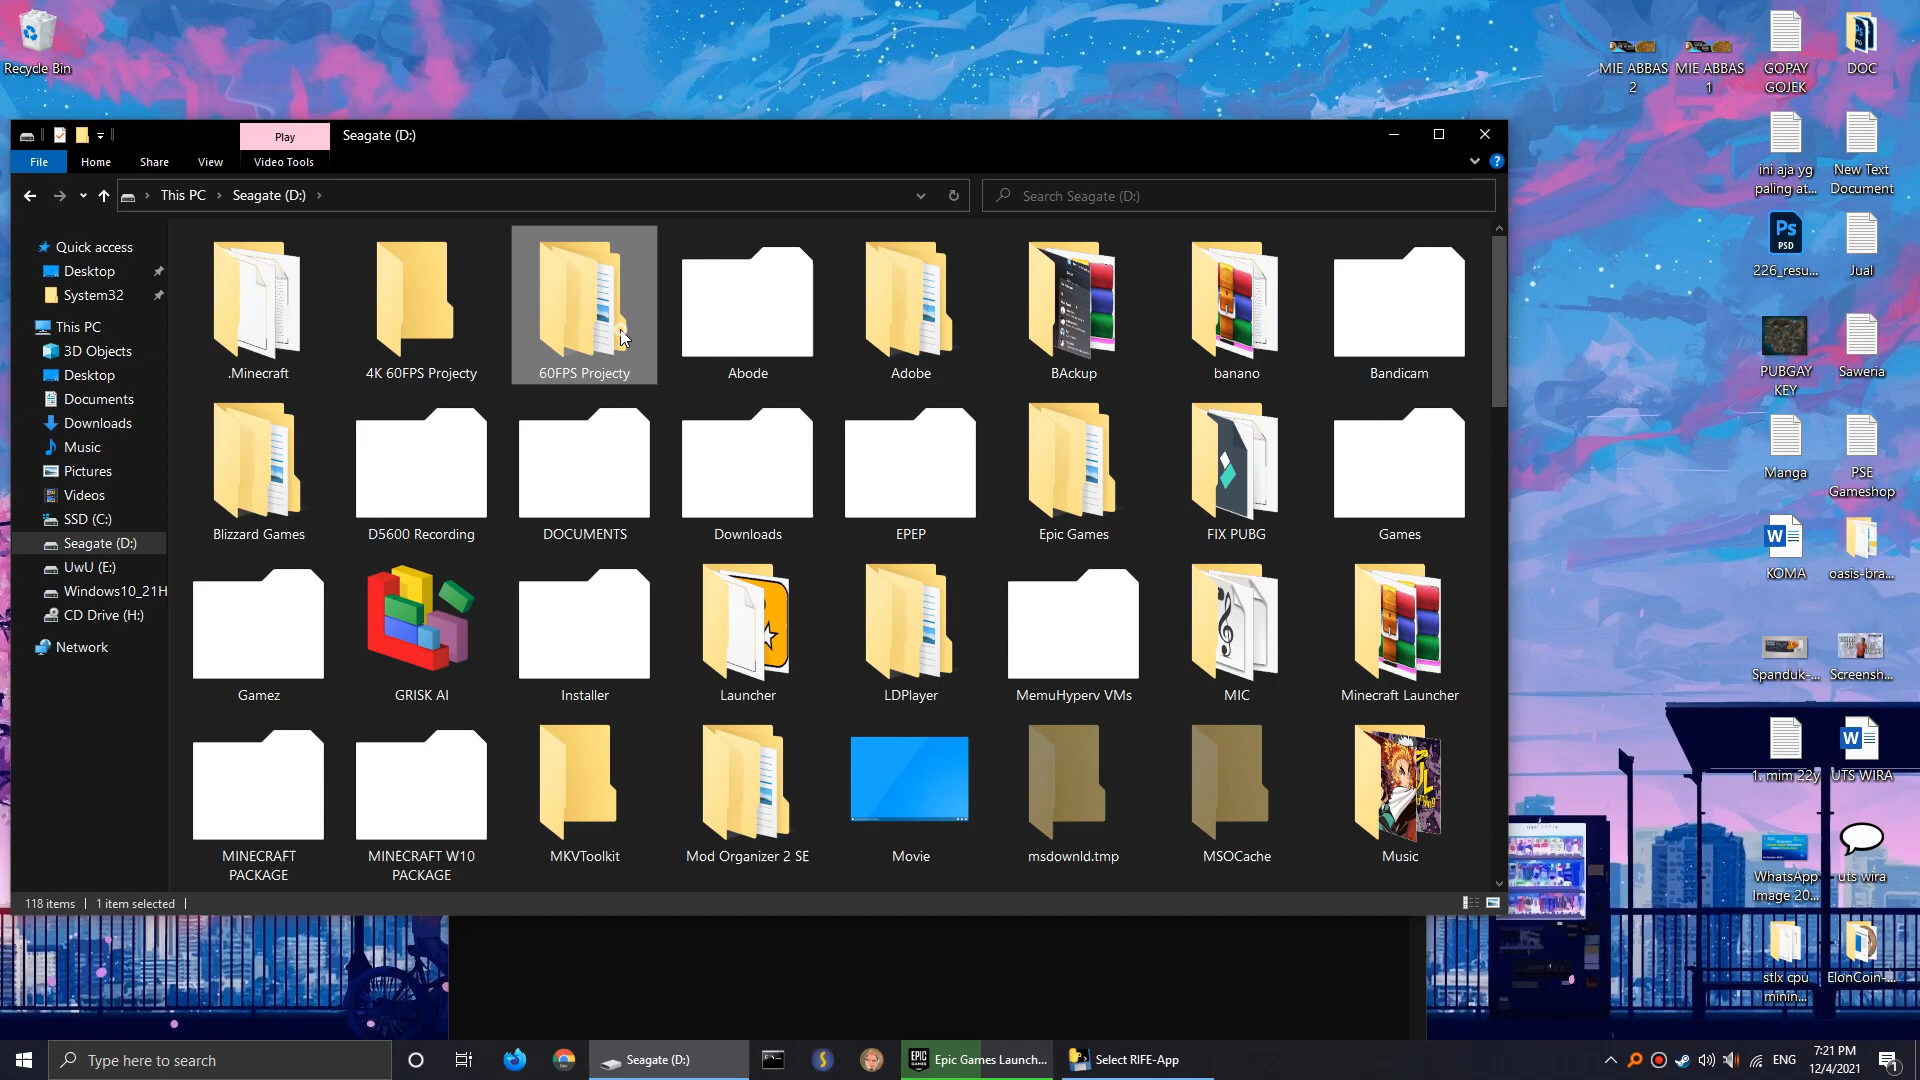 Recycle Bin
MIE ABBAS
2
MIE ABBAS
1
GOPAY
GOJEK
DOC
Play
Seagate (D:)
File
Home
Share
View
Video Tools
This PC
Seagate (D:)
Search Seagate (D:)
Quick access
Desktop
System32
This PC
3D Objects
Desktop
Documents
Downloads
Music
Pictures
Videos
SSD (C:)
Seagate (D:)
UwU (E:)
Windows10_21H
CD Drive (H:)
Network
.Minecraft
4K 60FPS Projecty
60FPS Projecty
Abode
Adobe
BAckup
banano
Bandicam
Blizzard Games
D5600 Recording
DOCUMENTS
Downloads
EPEP
Epic Games
FIX PUBG
Games
Gamez
GRISK AI
Installer
Launcher
LDPlayer
MemuHyperv VMs
MIC
Minecraft Launcher
MINECRAFT
PACKAGE
MINECRAFT W10
PACKAGE
MKVToolkit
Mod Organizer 2 SE
Movie
msdownld.tmp
MSOCache
Music
118 items
1 item selected
ini aja yg
paling at...
New Text
Document
Ps
PSD
226_resu...
Jual
PUBGAY
KEY
Saweria
Manga
PSE
Gameshop
W
KOMA
oasis-bra...
Spanduk-...
Screensh...
1. mim 22y
W
UTS WIRA
WhatsApp
Image 20...
uts wira
stlx cpu
minin...
ElonCoin-...
Type here to search
Seagate (D:)
EPIC
GAMES
Epic Games Launch...
Select RIFE-App
ENG
7:21 PM
12/4/2021
1